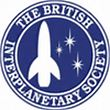 THE BRITISH
INTERPLANETARY SOCIETY